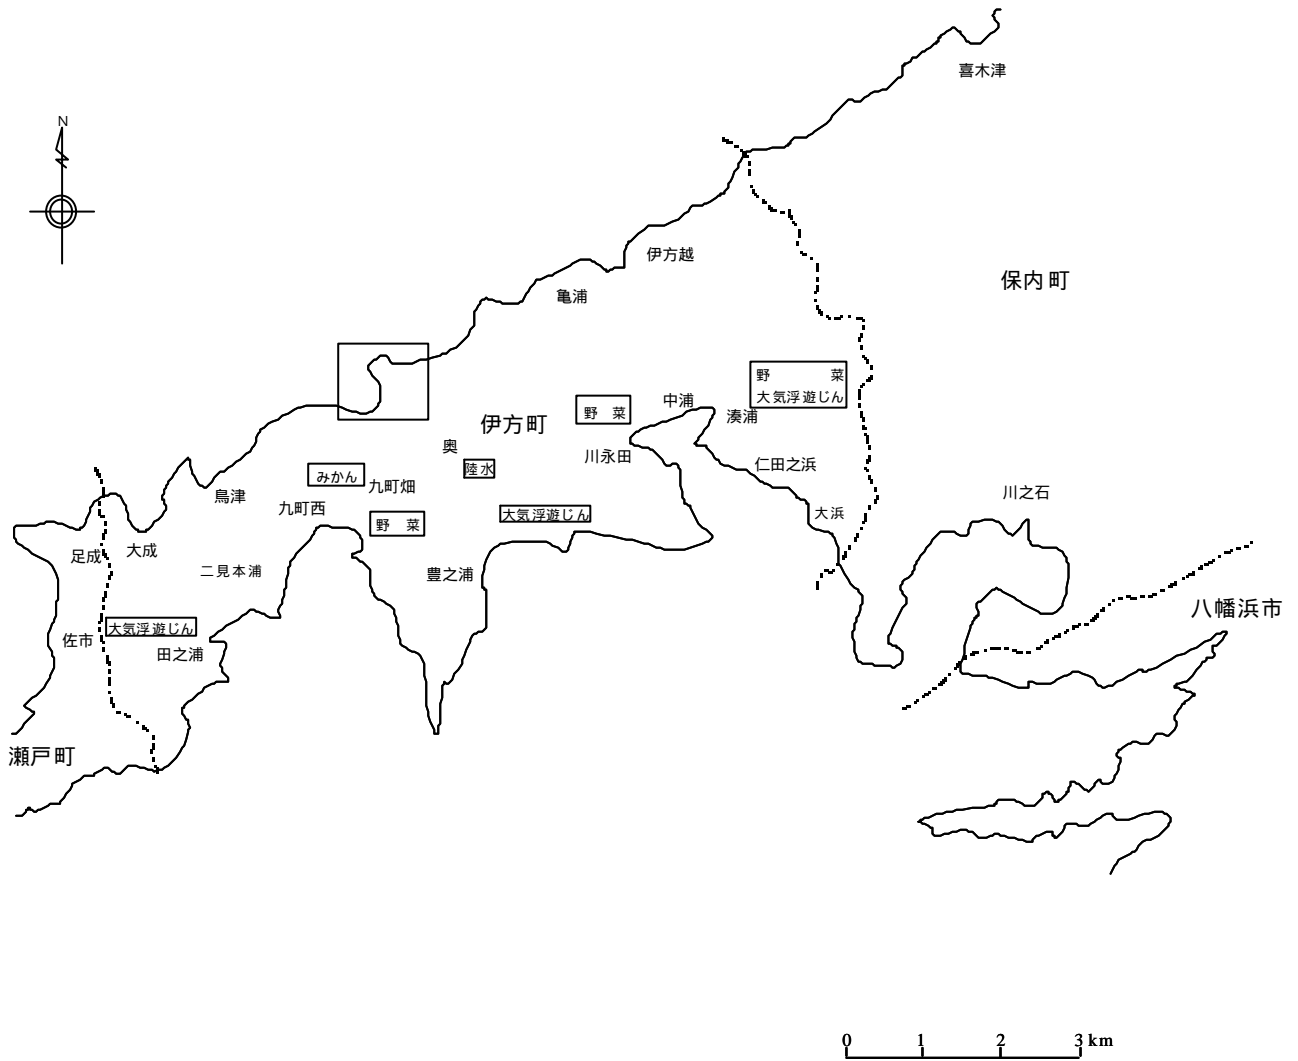 喜木津
N
伊方越
保内町
亀浦
野　菜
大気浮遊じん
中浦
野　菜
湊浦
伊方町
奥
川永田
仁田之浜
陸水
みかん
九町畑
川之石
鳥津
九町西
大気浮遊じん
大浜
野　菜
足成
大成
二見本浦
豊之浦
八幡浜市
大気浮遊じん
佐市
田之浦
瀬戸町
0 1 2 3 km